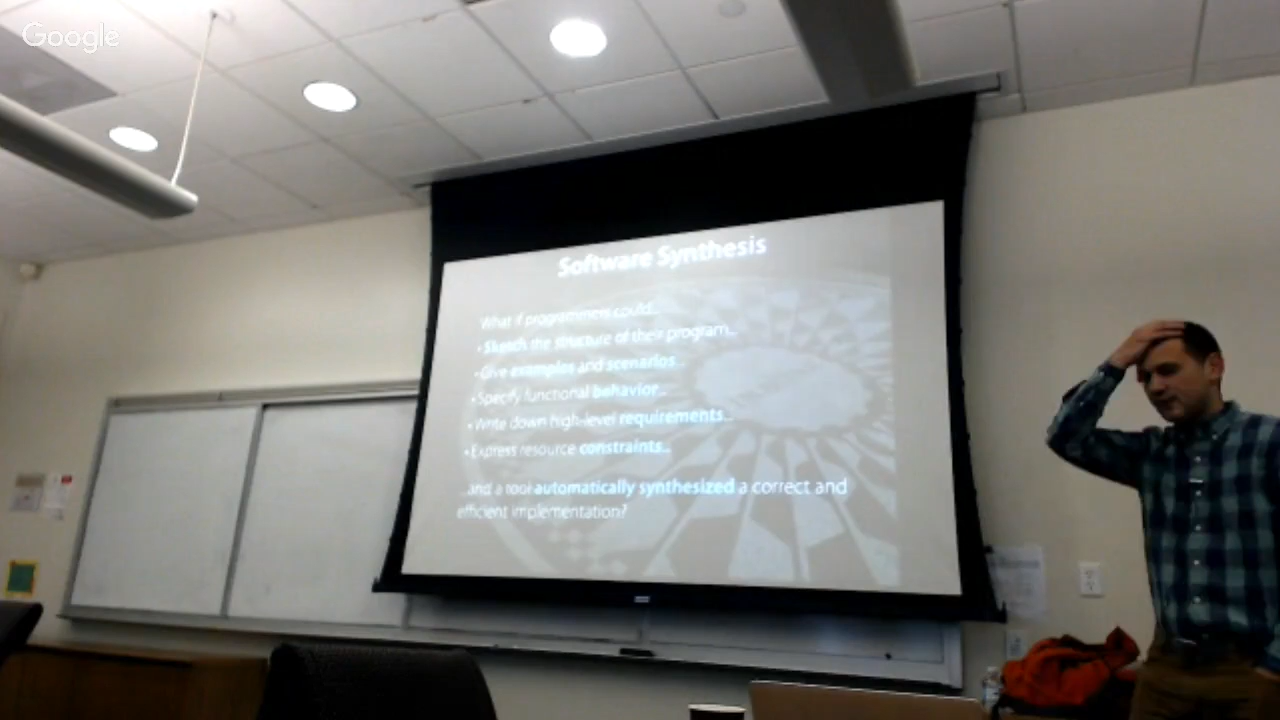 Google
Software Synthesis
What if programmers could...
• Sketch the structure of their program...
• Give examples and scenarios
• Specify functional behavior...
• Write down high-level requirements...
• Express resource constraints...
...and a tool automatically synthesized a correct and
efficient implementation?